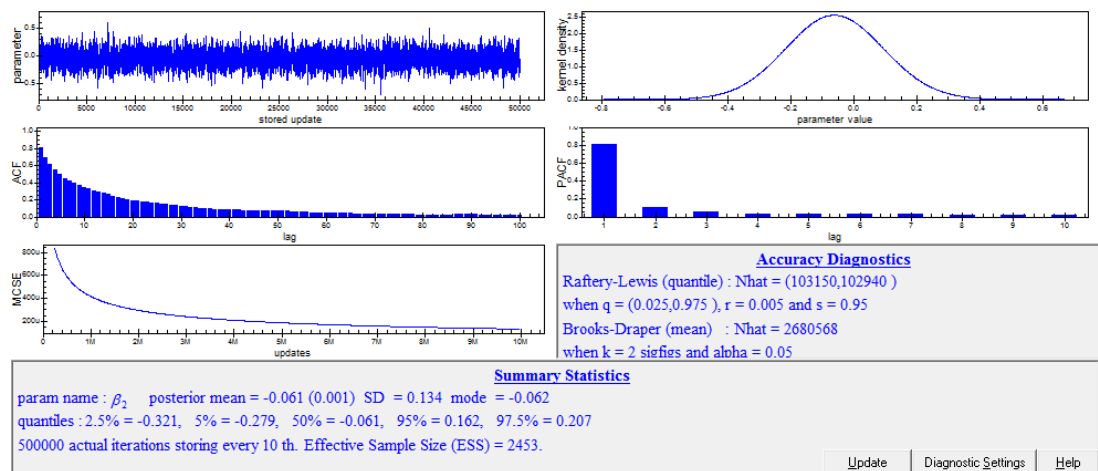 parameter
0.5
0.0
-0.5
0
5000
10000
15000
20000
25000
30000
35000
40000
45000
50000
stored update
kernel density
2.5
2.0
1.5
1.0
0.5
0.0
-0.8
-0.6
-0.4
-0.2
0.0
0.2
0.4
0.6
parameter value
ACF
1.0
0.8
0.6
0.4
0.2
0.0
0
10
20
30
40
50
60
70
80
90
100
lag
PACF
1.0
0.8
0.6
0.4
0.2
0.0
1
2
3
4
5
6
7
8
9
10
lag
MCSE
800u
600u
400u
200u
1M
2M
3M
4M
5M
6M
7M
8M
9M
10M
updates
Accuracy Diagnostics
Raftery-Lewis (quantile) : Nhat = (103150,102940 )
when q = (0.025,0.975 ), r = 0.005 and s = 0.95
Brooks-Draper (mean) : Nhat = 2680568
when k = 2 sigfigs and alpha = 0.05
Summary Statistics
param name : β2 posterior mean = -0.061 (0.001) SD = 0.134 mode = -0.062
quantiles : 2.5% = -0.321, 5% = -0.279, 50% = -0.061, 95% = 0.162, 97.5% = 0.207
500000 actual iterations storing every 10 th. Effective Sample Size (ESS) = 2453.
Update Diagnostic Settings Help